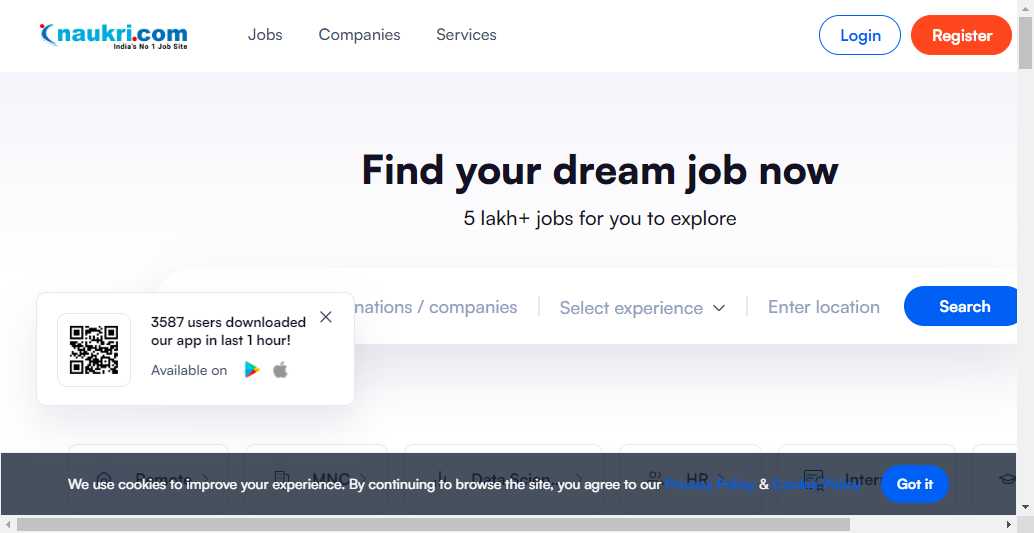 naukri.com
India's No 1 Job Site
Jobs Companies Services
Login Register
Find your dream job now
5 lakh+ jobs for you to explore
nations / companies Select experience Enter location Search
3587 users downloaded
our app in last 1 hour!
Available on
Remote MNC Data Scien HR Inter
We use cookies to improve your experience. By continuing to browse the site, you agree to our Privacy Policy & Cookie Policy Got it